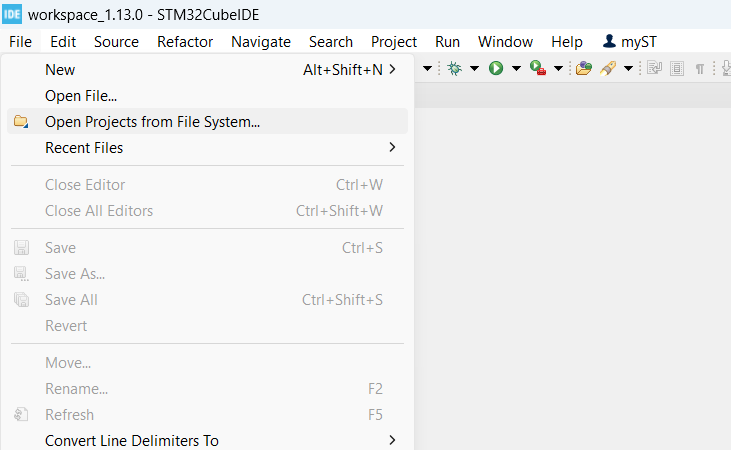 IDE workspace_1.13.0 - STM32CubeIDE
File Edit Source Refactor Navigate Search Project Run Window Help myST
New Alt+Shift+N
Open File...
Open Projects from File System...
Recent Files
Close Editor Ctrl+W
Close All Editors Ctrl+Shift+W
Save Ctrl+S
Save As...
Save All Ctrl+Shift+S
Revert
Move...
Rename... F2
Refresh F5
Convert Line Delimiters To